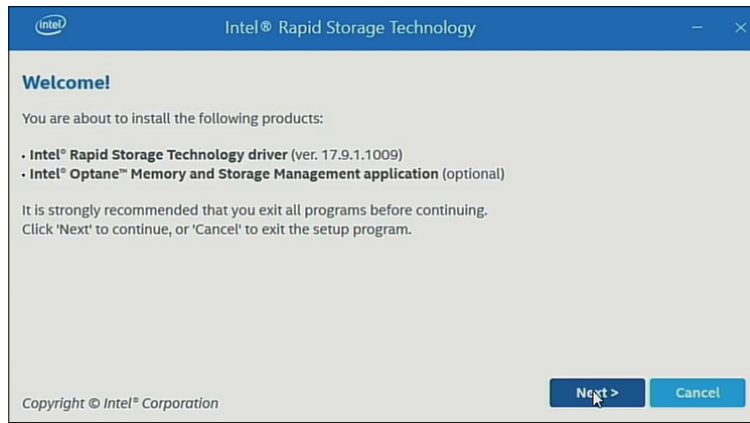 intel
Intel® Rapid Storage Technology
Welcome!
You are about to install the following products:
• Intel® Rapid Storage Technology driver (ver. 17.9.1.1009)
• Intel® Optane™ Memory and Storage Management application (optional)
It is strongly recommended that you exit all programs before continuing.
Click 'Next' to continue, or 'Cancel' to exit the setup program.
Next >
Cancel
Copyright © Intel® Corporation